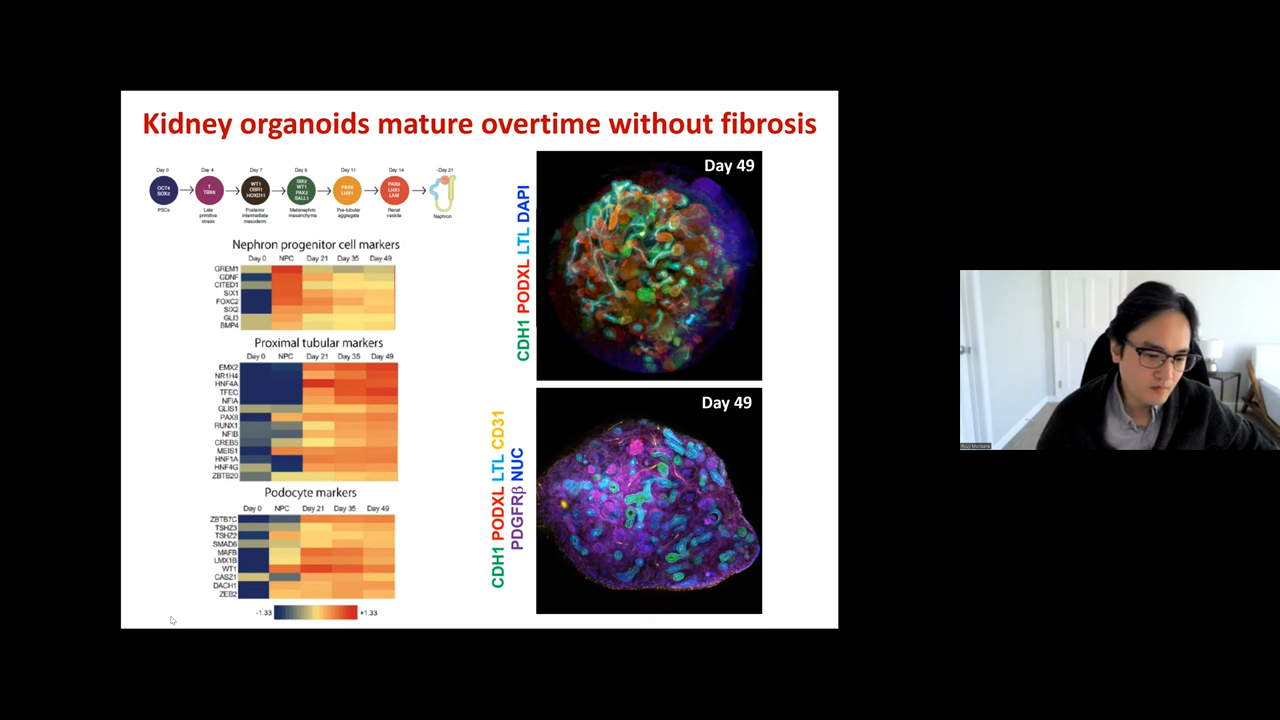 Kidney organoids mature overtime without fibrosis
Day 0
Day 4
Day 7
Day 9
Day 11
Day 14
~Day 21
OCT4
SOX2
T
TBX6
WT1
OSR1
HOXD11
SIX2
WT1
PAX2
SALL1
PAX8
LHX1
PAX8
LHX1
LAM
PSCs
Late
primitive
streak
Posterior
intermediate
mesoderm
Metanephric
mesenchyme
Pre-tubular
aggregate
Renal
vesicle
Nephron
Nephron progenitor cell markers
Day 0 NPC Day 21 Day 35 Day 49
GREM1
GDNF
CITED1
SIX1
FOXC2
SIX2
GLI3
BMP4
Proximal tubular markers
Day 0 NPC Day 21 Day 35 Day 49
EMX2
NR1H4
HNF4A
TFEC
NFIA
GLIS1
PAX8
RUNX1
NFIB
CREB5
MEIS1
HNF1A
HNF4G
ZBTB20
Podocyte markers
Day 0 NPC Day 21 Day 35 Day 49
ZBTB7C
TSHZ3
TSHZ2
SMAD6
MAFB
LMX1B
WT1
CASZ1
DACH1
ZEB2
-1.33 +1.33
CDH1 PODXL LTL DAPI
Day 49
CDH1 PODXL LTL CD31
PDGFRβ NUC
Day 49